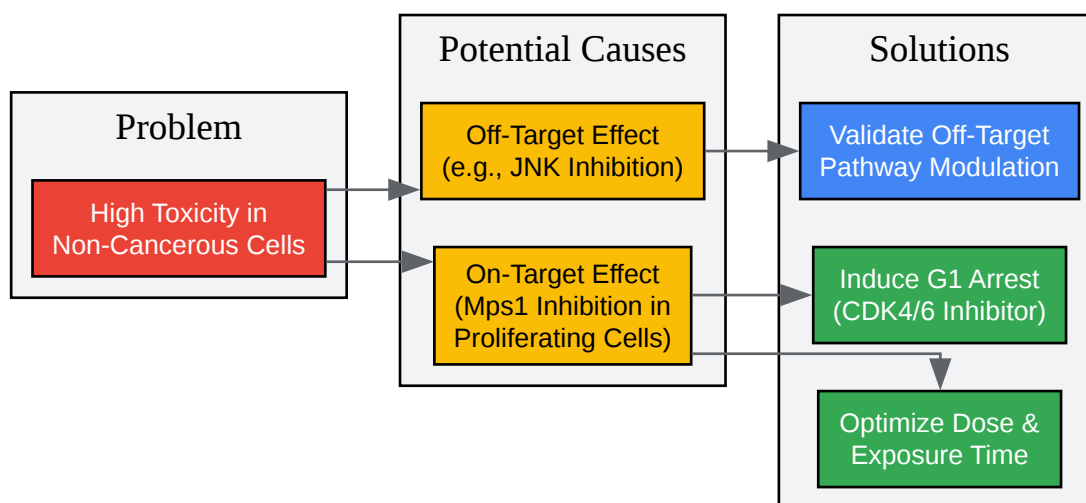 Problem
High Toxicity in
Non-Cancerous Cells
Potential Causes
Off-Target Effect
(e.g., JNK Inhibition)
On-Target Effect
(Mps1 Inhibition in
Proliferating Cells)
Solutions
Validate Off-Target
Pathway Modulation
Induce G1 Arrest
(CDK4/6 Inhibitor)
Optimize Dose &
Exposure Time